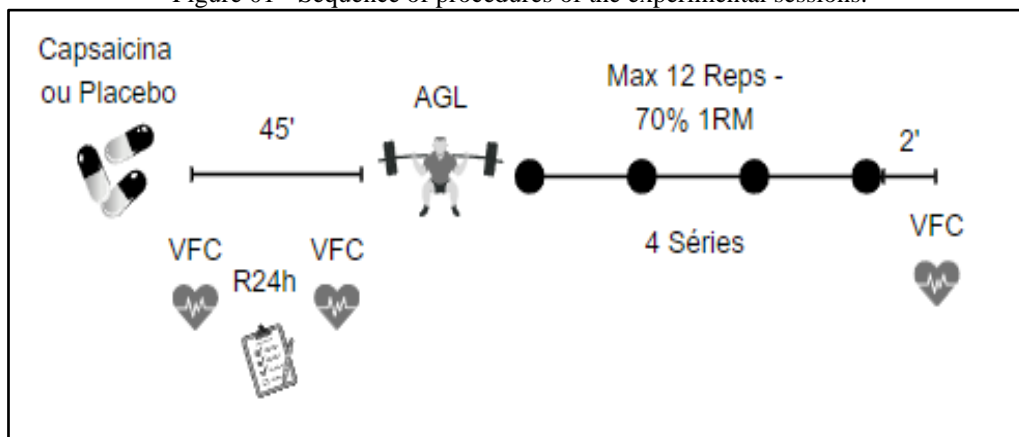 Figure 01 - Sequence of procedures of the experimental sessions.
Capsaicina
ou Placebo
45'
AGL
Max 12 Reps -
70% 1RM
2'
VFC
R24h
VFC
4 Séries
VFC